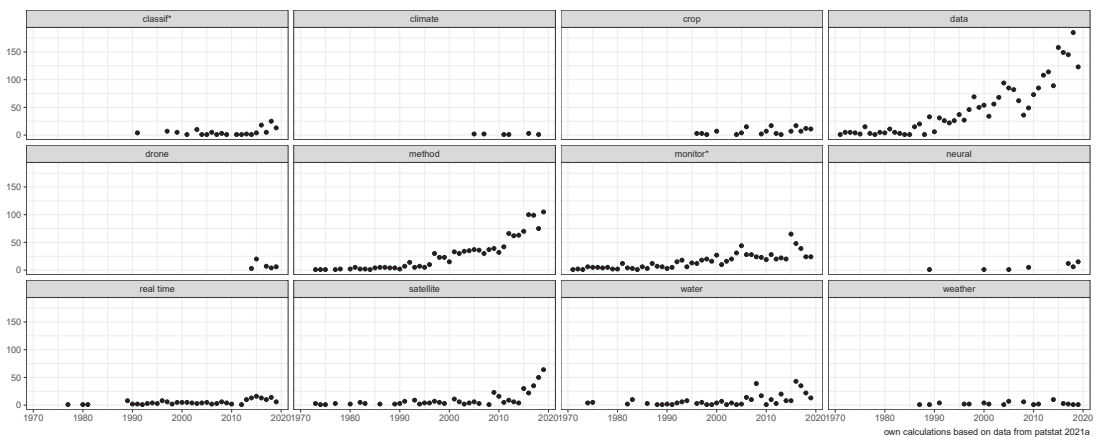 classif*
climate
crop
data
150
100
50
0
drone
method
monitor*
neural
150
100
50
0
real time
satellite
water
weather
150
100
50
0
1970 1980 1990 2000 2010 2020 1970 1980 1990 2000 2010 2020 1970 1980 1990 2000 2010 2020 1970 1980 1990 2000 2010 2020
own calculations based on data from patstat 2021a